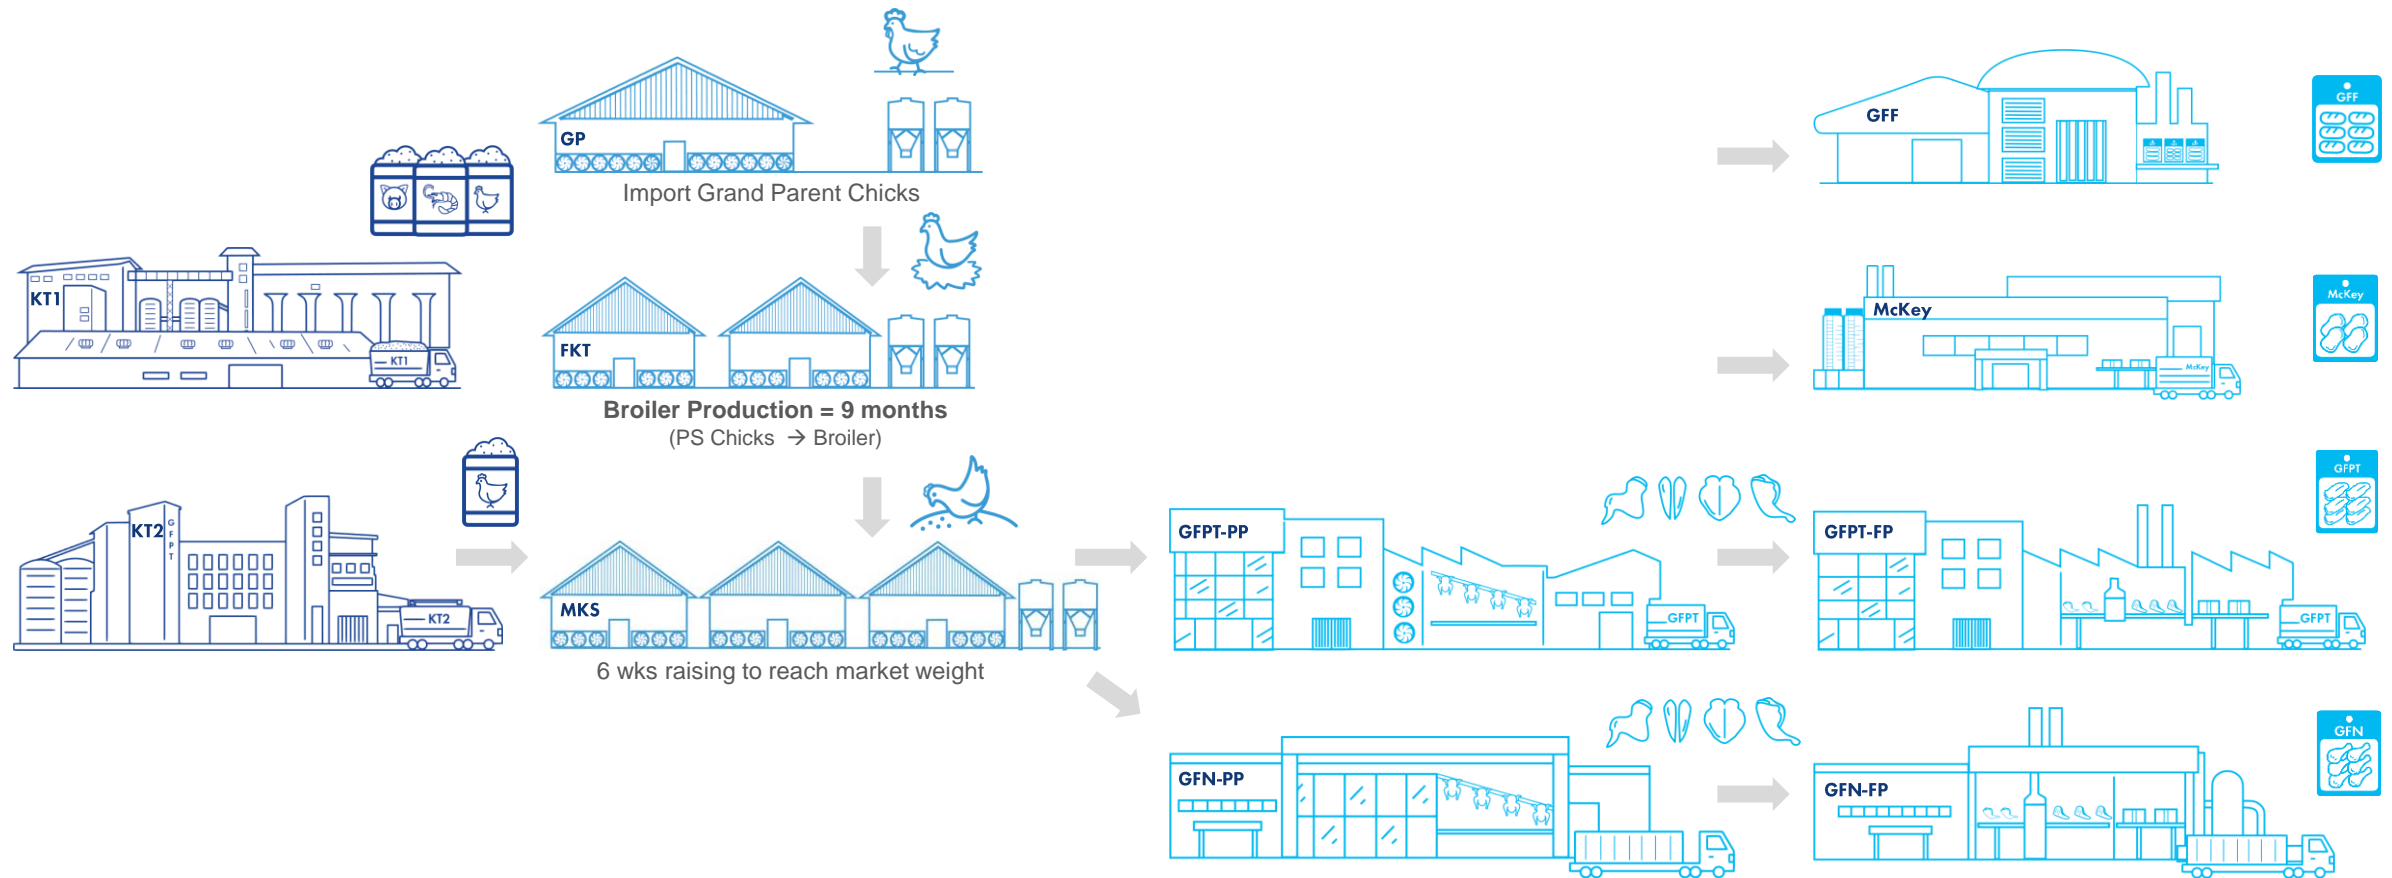 KT1
KT1
KT2
GFPT
KT2
GP
Import Grand Parent Chicks
FKT
Broiler Production = 9 months
(PS Chicks → Broiler)
MKS
6 wks raising to reach market weight
GFPT-PP
GFPT
GFN-PP
GFF
GFF
McKey
McKey
McKey
GFPT-FP
GFPT
GFPT
GFN-FP
GFN